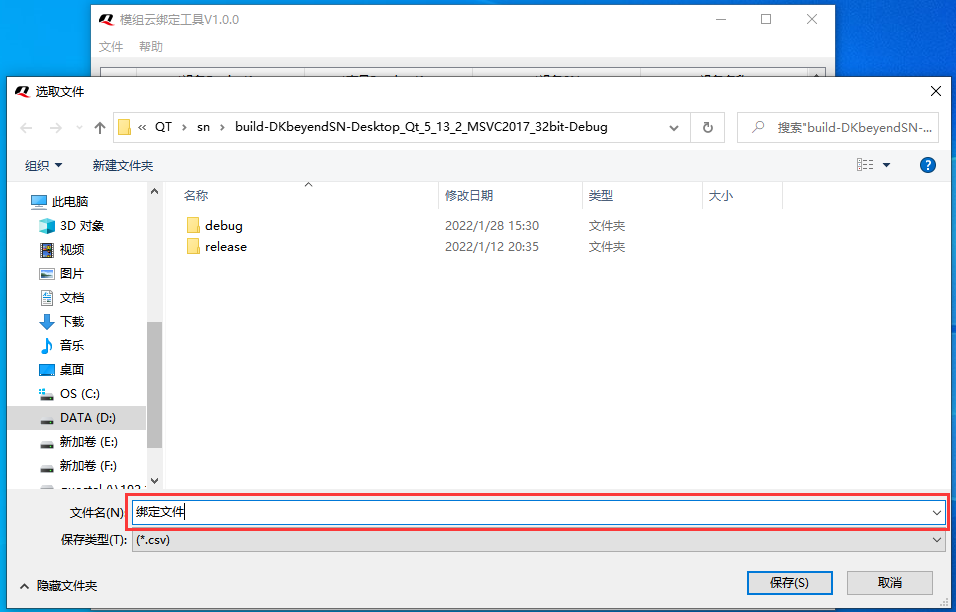 模组云绑定工具V1.0.0
文件 帮助
选取文件
« QT › sn › build-DKbeyendSN-Desktop_Qt_5_13_2_MSVC2017_32bit-Debug
搜索"build-DKbeyendSN-...
组织 新建文件夹
名称 修改日期 类型 大小
此电脑
3D 对象
视频
图片
文档
下载
音乐
桌面
OS (C:)
DATA (D:)
新加卷 (E:)
新加卷 (F:)
debug 2022/1/28 15:30 文件夹
release 2022/1/12 20:35 文件夹
文件名(N): 绑定文件
保存类型(T): (*.csv)
隐藏文件夹 保存(S) 取消